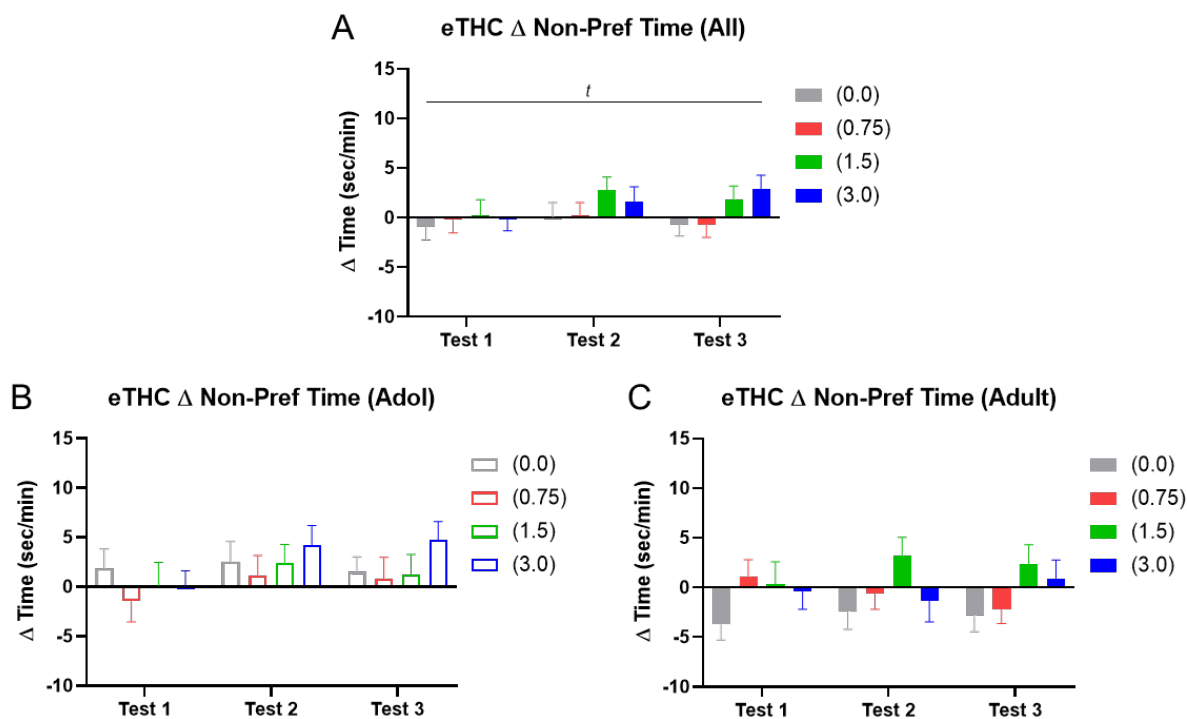 A
eTHC Δ Non-Pref Time (All)
Δ Time (sec/min)
15
10
5
0
-5
-10
t
Test 1
Test 2
Test 3
(0.0)
(0.75)
(1.5)
(3.0)
B
eTHC Δ Non-Pref Time (Adol)
Δ Time (sec/min)
15
10
5
0
-5
-10
Test 1
Test 2
Test 3
(0.0)
(0.75)
(1.5)
(3.0)
C
eTHC Δ Non-Pref Time (Adult)
Δ Time (sec/min)
15
10
5
0
-5
-10
Test 1
Test 2
Test 3
(0.0)
(0.75)
(1.5)
(3.0)